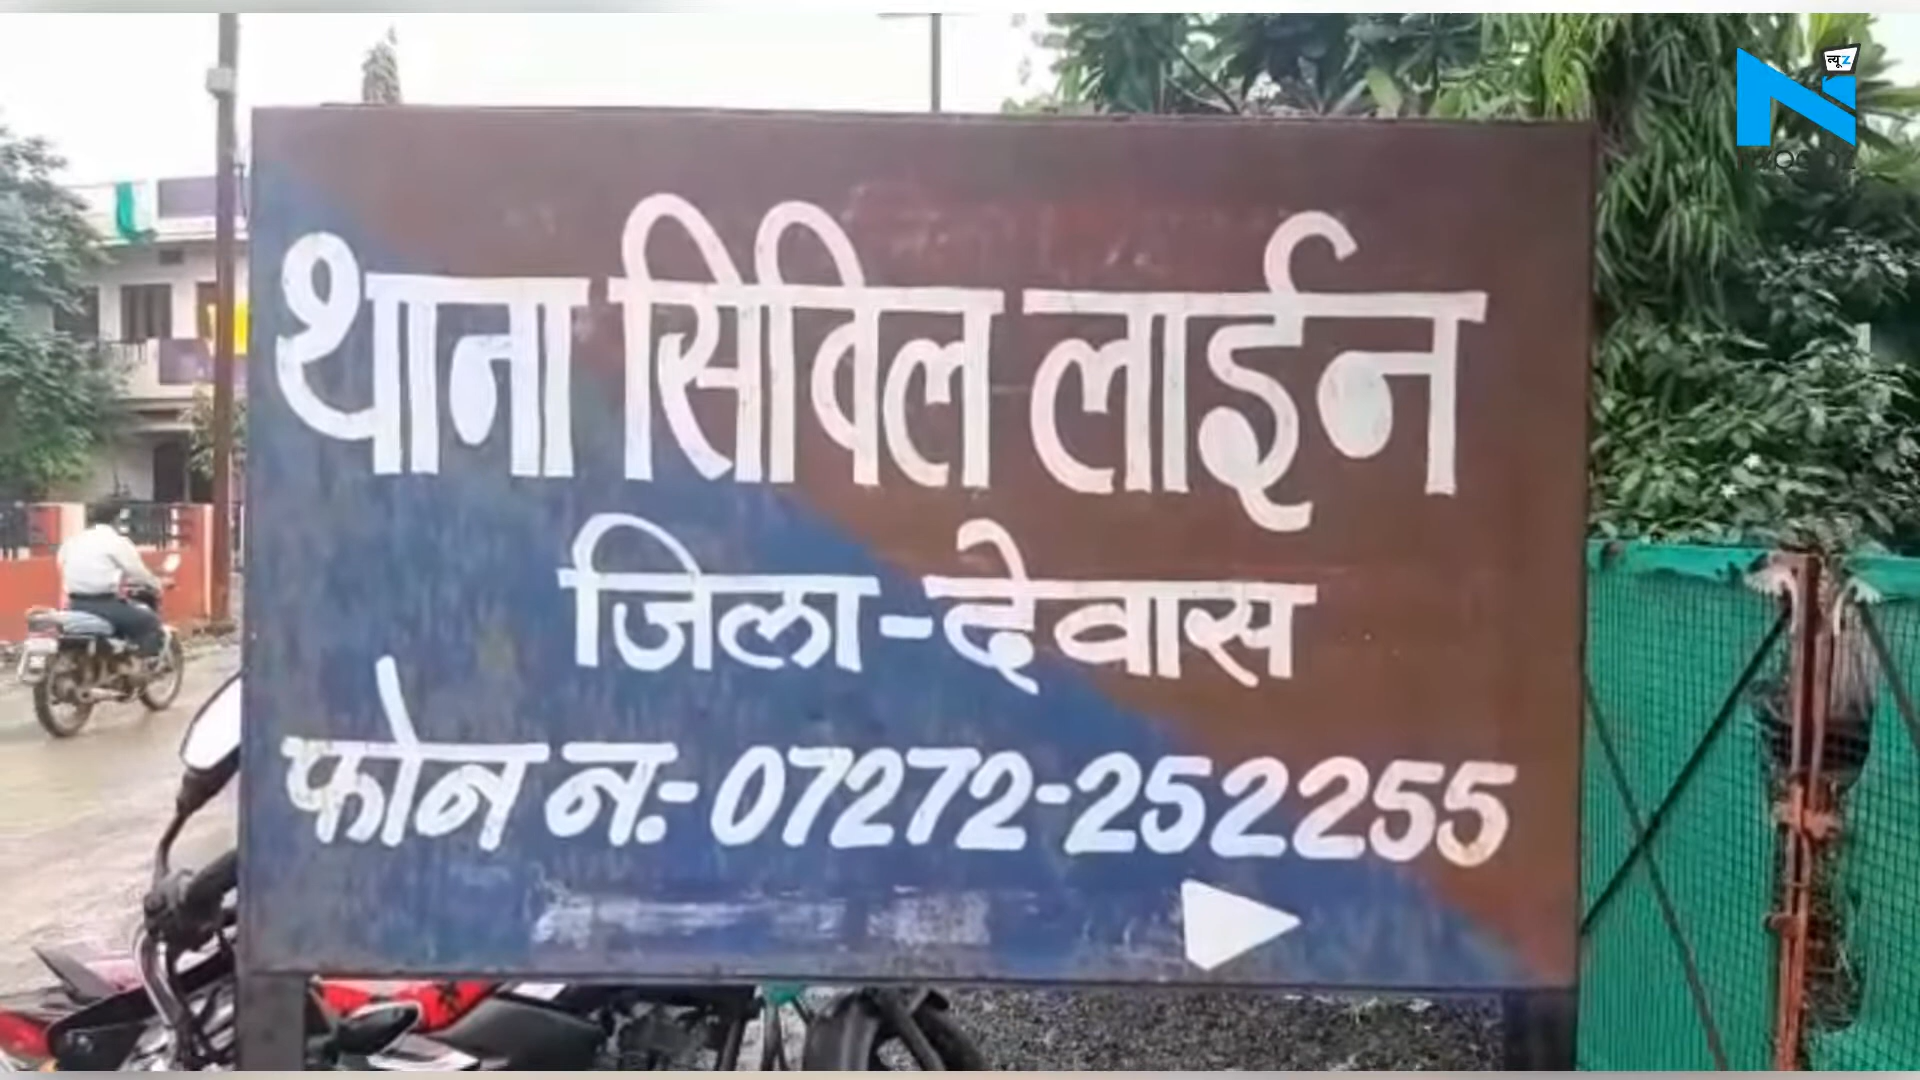 थाना सिविल लाईन
जिला-देवास
फोन न.:- 07272-252255
न्यूz